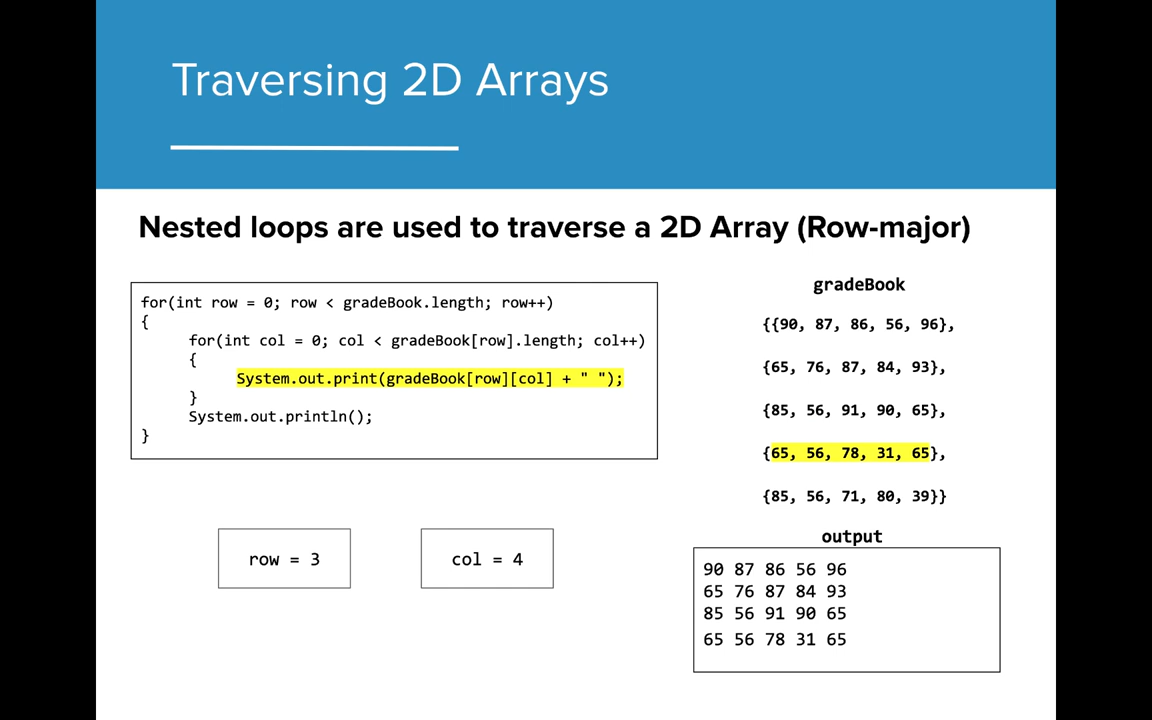 Traversing 2D Arrays
Nested loops are used to traverse a 2D Array (Row-major)
for(int row = 0; row < gradeBook.length; row++)
{
for(int col = 0; col < gradeBook[row].length; col++)
{
System.out.print(gradeBook[row][col] + " ");
}
System.out.println();
}
row = 3
col = 4
gradeBook
{{90, 87, 86, 56, 96},
{65, 76, 87, 84, 93},
{85, 56, 91, 90, 65},
{65, 56, 78, 31, 65},
{85, 56, 71, 80, 39}}
output
90 87 86 56 96
65 76 87 84 93
85 56 91 90 65
65 56 78 31 65